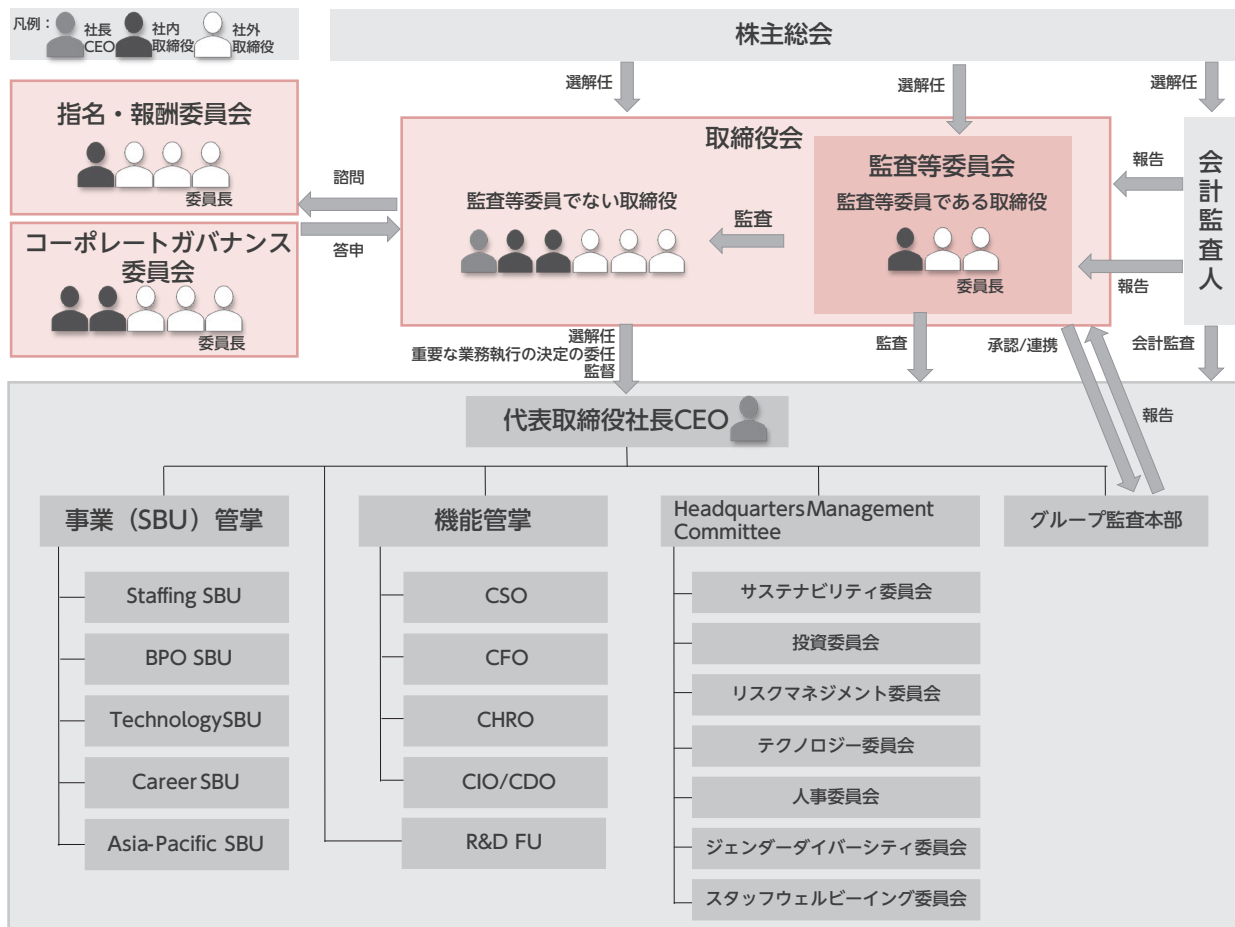 凡例：
社長
CEO
社内
取締役
社外
取締役
株主総会
選解任
選解任
選解任
指名・報酬委員会
委員長
諮問
答申
コーポレートガバナンス
委員会
委員長
取締役会
監査等委員でない取締役
監査
監査等委員会
監査等委員である取締役
委員長
報告
報告
会計監査人
選解任
重要な業務執行の決定の委任
監督
監査
承認/連携
会計監査
報告
代表取締役社長CEO
事業（SBU）管掌
Staffing SBU
BPO SBU
Technology SBU
Career SBU
Asia-Pacific SBU
機能管掌
CSO
CFO
CHRO
CIO/CDO
R&D FU
Headquarters Management
Committee
サステナビリティ委員会
投資委員会
リスクマネジメント委員会
テクノロジー委員会
人事委員会
ジェンダーダイバーシティ委員会
スタッフウェルビーイング委員会
グループ監査本部